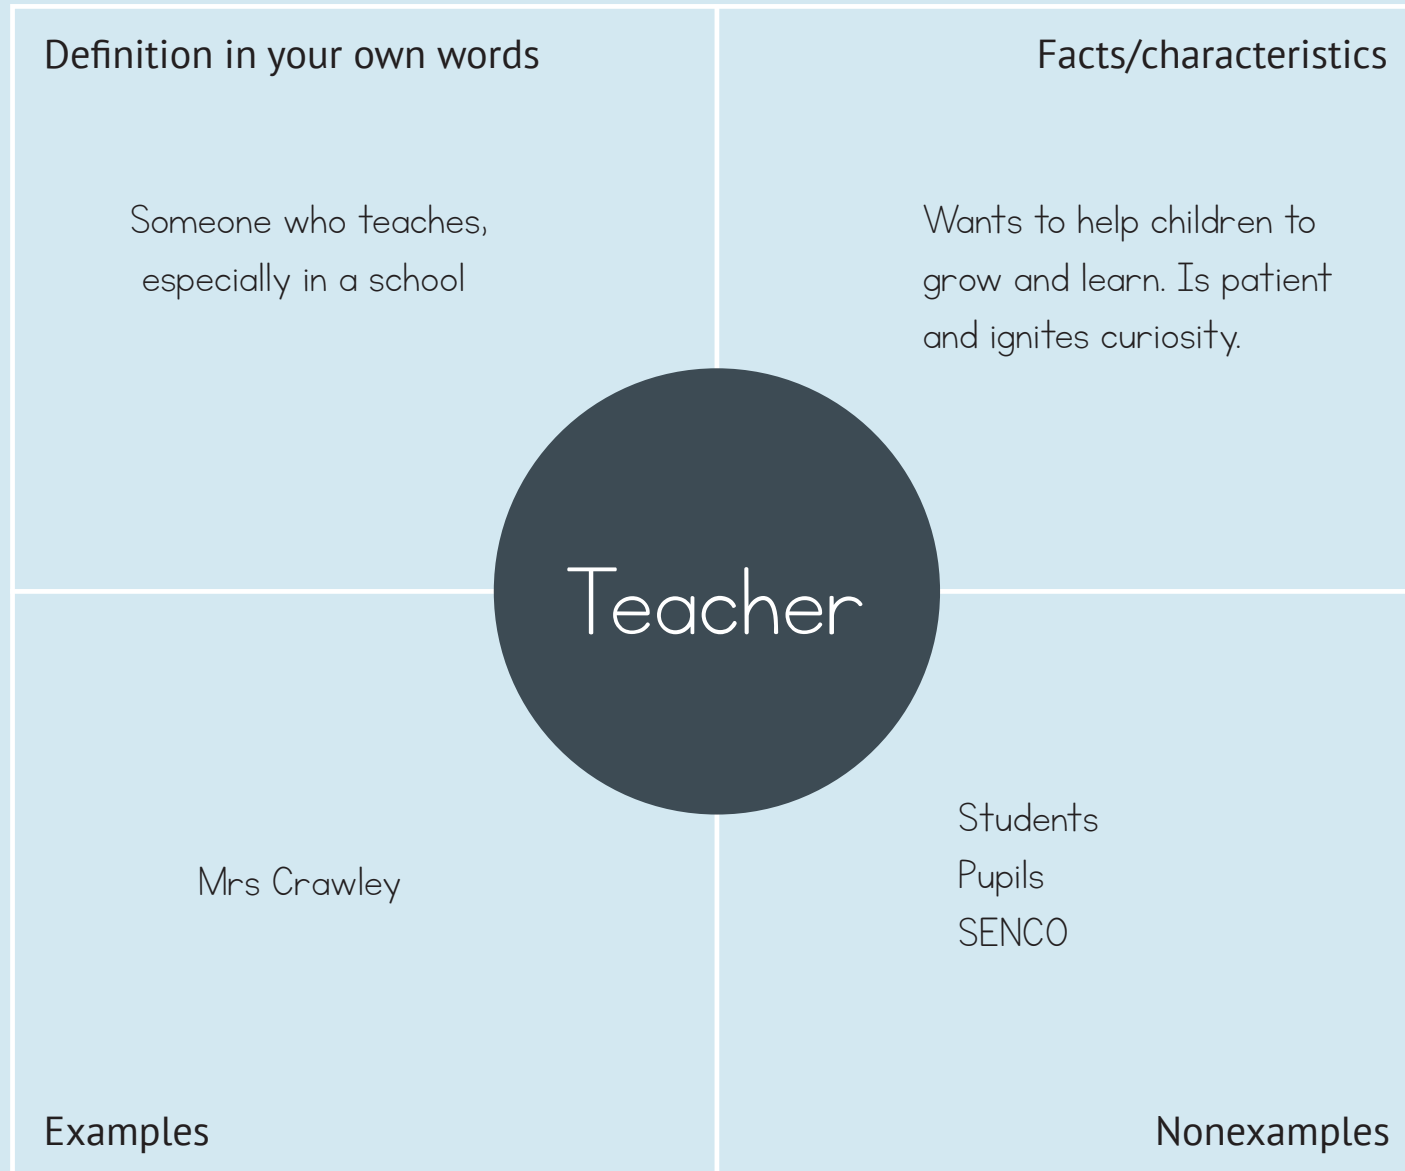 Definition in your own words
Someone who teaches,
especially in a school
Facts/characteristics
Wants to help children to
grow and learn. Is patient
and ignites curiosity.
Teacher
Mrs Crawley
Examples
Students
Pupils
SENCO
Nonexamples